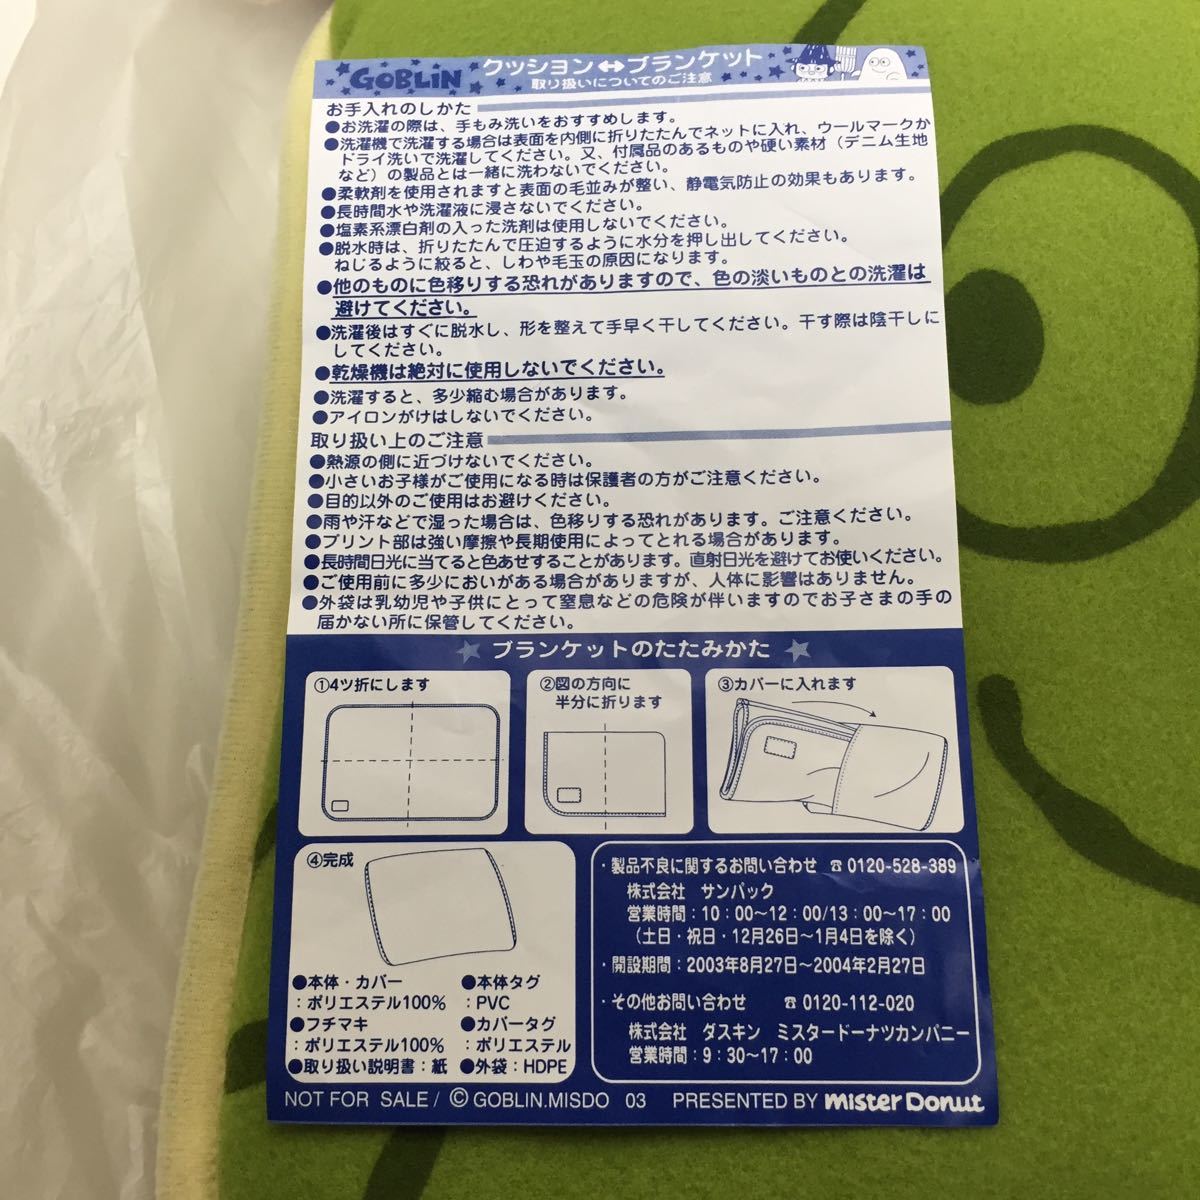 GOBLIN クッション↔ブランケット
取り扱いについてのご注意
お手入れのしかた
●お洗濯の際は、手もみ洗いをおすすめします。
●洗濯機で洗濯する場合は表面を内側に折りたたんでネットに入れ、ウールマークか
ドライ洗いで洗濯してください。又、付属品のあるものや硬い素材（デニム生地
など）の製品とは一緒に洗わないでください。
●柔軟剤を使用されますと表面の毛並みが整い、静電気防止の効果もあります。
●長時間水や洗濯液に浸さないでください。
●塩素系漂白剤の入った洗剤は使用しないでください。
●脱水時は、折りたたんで圧迫するように水分を押し出してください。
ねじるように絞ると、しわや毛玉の原因になります。
●他のものに色移りする恐れがありますので、色の淡いものとの洗濯は
避けてください。
●洗濯後はすぐに脱水し、形を整えて手早く干してください。干す際は陰干しに
してください。
●乾燥機は絶対に使用しないでください。
●洗濯すると、多少縮む場合があります。
●アイロンがけはしないでください。
取り扱い上のご注意
●熱源の側に近づけないでください。
●小さいお子様がご使用になる時は保護者の方がご注意ください。
●目的以外のご使用はお避けください。
●雨や汗などで湿った場合は、色移りする恐れがあります。ご注意ください。
●プリント部は強い摩擦や長期使用によってとれる場合があります。
●長時間日光に当てると色あせすることがあります。直射日光を避けてお使いください。
●ご使用前に多少においがある場合がありますが、人体に影響はありません。
●外袋は乳幼児や子供にとって窒息などの危険が伴いますのでお子さまの手の
届かない所に保管してください。
★ ブランケットのたたみかた ★
①4ツ折にします
②図の方向に
半分に折ります
③カバーに入れます
④完成
●本体・カバー
：ポリエステル100%
●フチマキ
：ポリエステル100%
●取り扱い説明書：紙
●本体タグ
：PVC
●カバータグ
：ポリエステル
●外袋：HDPE
・製品不良に関するお問い合わせ ☎0120-528-389
株式会社 サンパック
営業時間：10：00～12：00/13：00～17：00
（土日・祝日・12月26日～1月4日を除く）
・開設期間：2003年8月27日～2004年2月27日
・その他お問い合わせ ☎0120-112-020
株式会社 ダスキン ミスタードーナツカンパニー
営業時間：9：30～17：00
NOT FOR SALE / © GOBLIN.MISDO 03 PRESENTED BY mister Donut